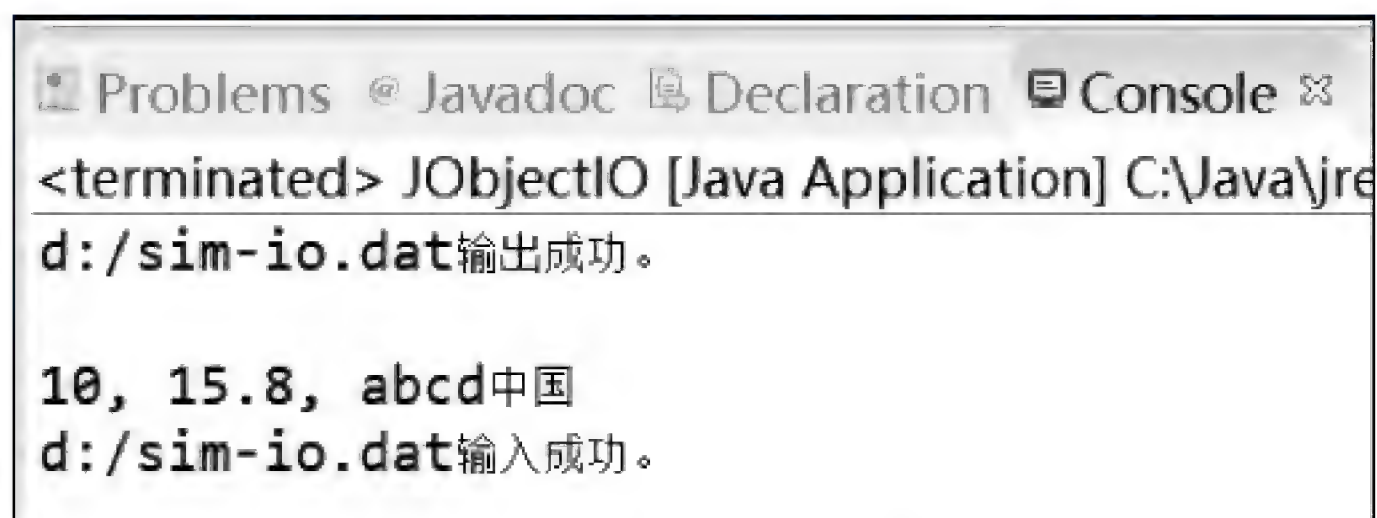 Problems @ Javadoc Declaration Console
<terminated> JObjectIO [Java Application] C:\Java\jre
d:/sim-io.dat输出成功。
10, 15.8, abcd中国
d:/sim-io.dat输入成功。